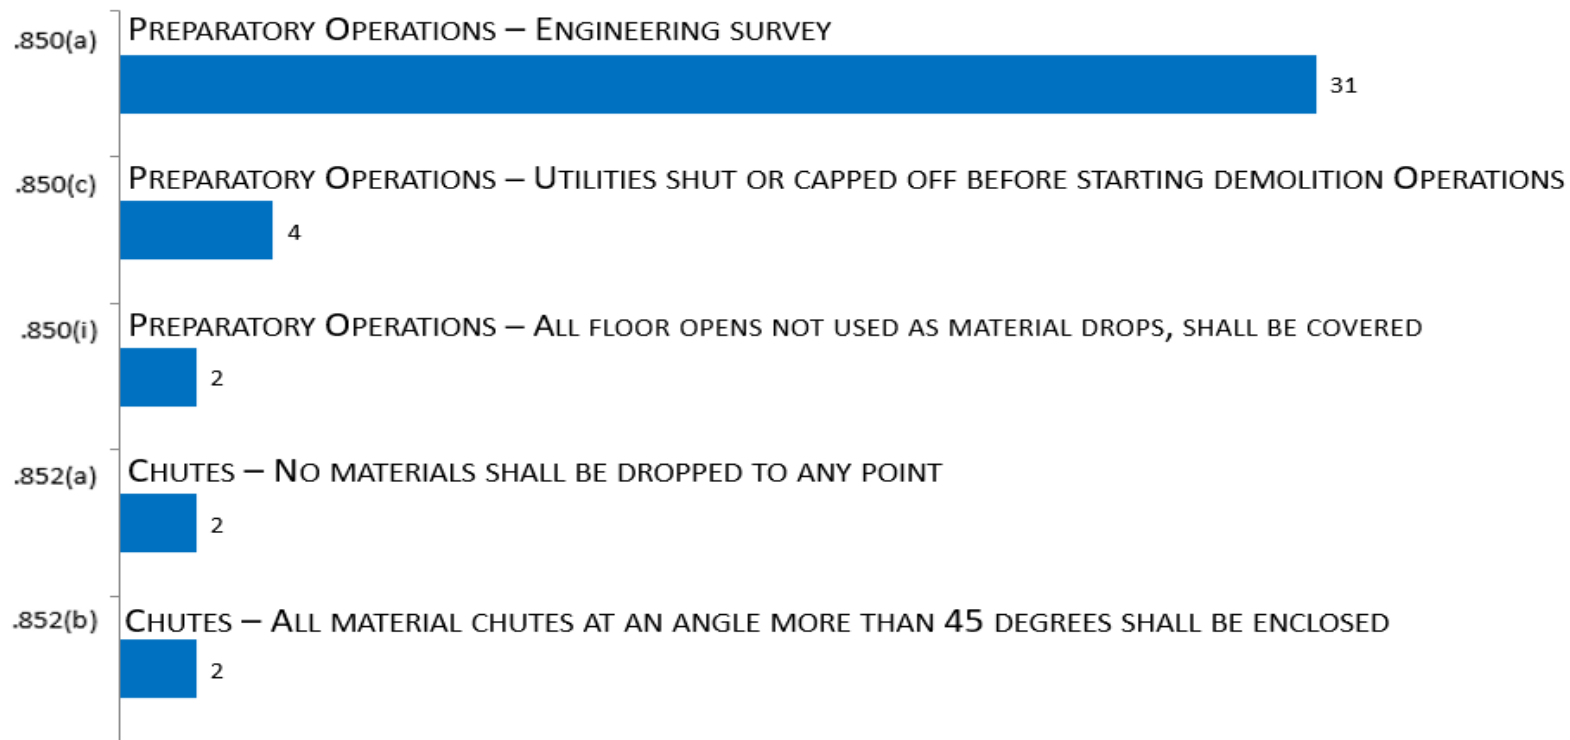 .850(a) PREPARATORY OPERATIONS – ENGINEERING SURVEY
31
.850(c) PREPARATORY OPERATIONS – UTILITIES SHUT OR CAPPED OFF BEFORE STARTING DEMOLITION OPERATIONS
4
.850(i) PREPARATORY OPERATIONS – ALL FLOOR OPENS NOT USED AS MATERIAL DROPS, SHALL BE COVERED
2
.852(a) CHUTES – NO MATERIALS SHALL BE DROPPED TO ANY POINT
2
.852(b) CHUTES – ALL MATERIAL CHUTES AT AN ANGLE MORE THAN 45 DEGREES SHALL BE ENCLOSED
2